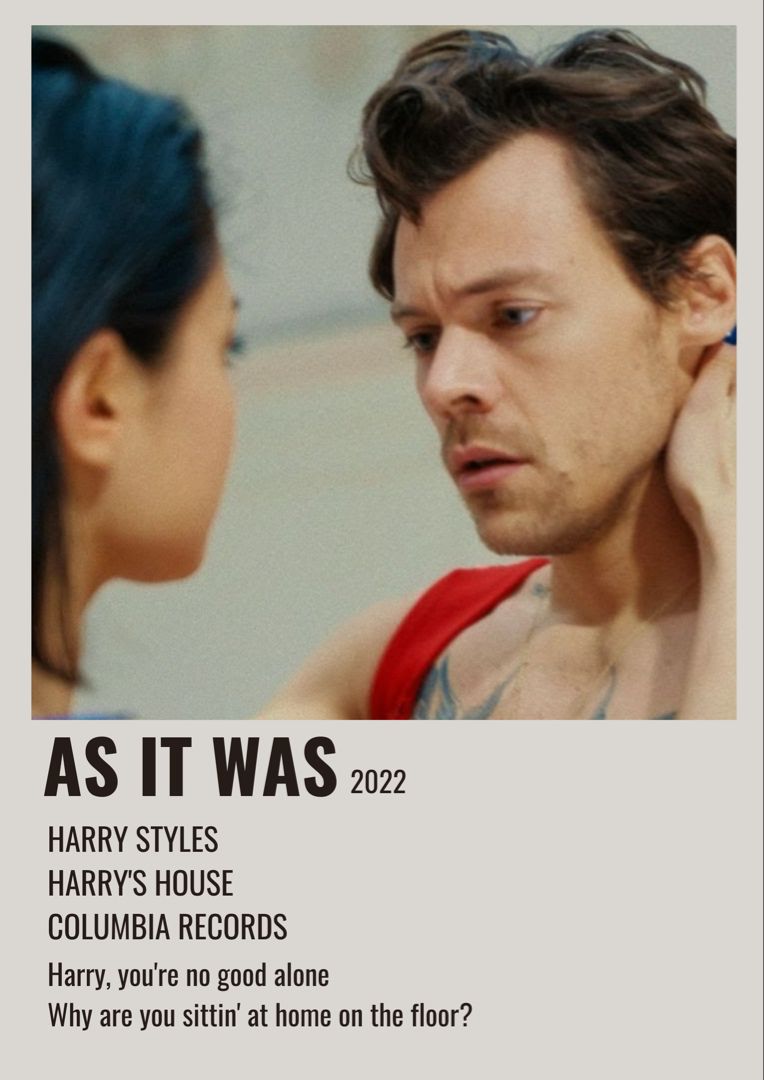 AS IT WAS 2022
HARRY STYLES
HARRY'S HOUSE
COLUMBIA RECORDS
Harry, you're no good alone
Why are you sittin' at home on the floor?